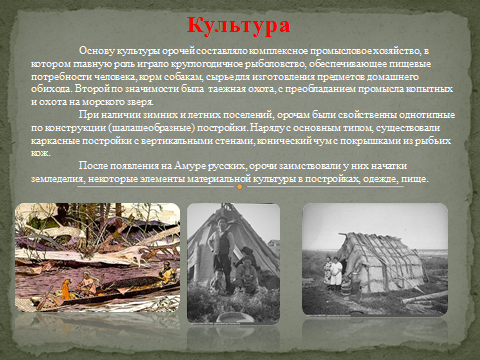 Культура
Основу культуры орочей составляло комплексное промысловое хозяйство, в
котором главную роль играло круглогодичное рыболовство, обеспечивающее пищевые
потребности человека, корм собакам, сырье для изготовления предметов домашнего
обихода. Второй по значимости была таежная охота, с преобладанием промысла копытных
и охота на морского зверя.
При наличии зимних и летних поселений, орочам были свойственны однотипные
по конструкции (шалашеобразные) постройки. Наряду с основным типом, существовали
каркасные постройки с вертикальными стенами, конический чум с покрышками из рыбьих
кож.
После появления на Амуре русских, орочи заимствовали у них начатки
земледелия, некоторые элементы материальной культуры в постройках, одежде, пище.